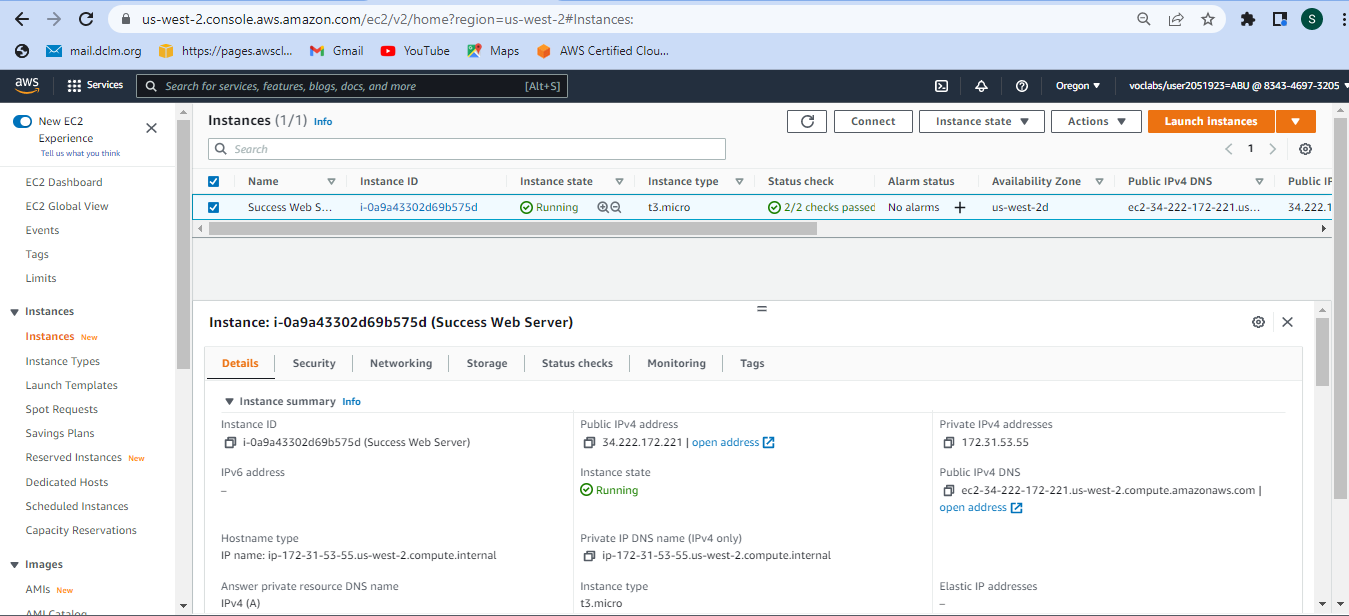 us-west-2.console.aws.amazon.com/ec2/v2/home?region=us-west-2#Instances:
S
mail.dclm.org https://pages.awscl... Gmail YouTube Maps AWS Certified Clou...
aws Services Search for services, features, blogs, docs, and more [Alt+S] Oregon ▼ voclabs/user2051923=ABU @ 8343-4697-3205 ▼
New EC2
Experience
Tell us what you think
EC2 Dashboard
EC2 Global View
Events
Tags
Limits
Instances
Instances New
Instance Types
Launch Templates
Spot Requests
Savings Plans
Reserved Instances New
Dedicated Hosts
Scheduled Instances
Capacity Reservations
Images
AMIs New
AMI Catalog
Instances (1/1) Info
Connect Instance state ▼ Actions ▼ Launch Instances ▼
Search
1
Name Instance ID Instance state Instance type Status check Alarm status Availability Zone Public IPv4 DNS Public IP
Success Web S... i-0a9a43302d69b575d Running t3.micro 2/2 checks passed No alarms + us-west-2d ec2-34-222-172-221.us... 34.222.1
Instance: i-0a9a43302d69b575d (Success Web Server)
Details Security Networking Storage Status checks Monitoring Tags
▼ Instance summary Info
Instance ID
i-0a9a43302d69b575d (Success Web Server)
Public IPv4 address
34.222.172.221 | open address
Private IPv4 addresses
172.31.53.55
IPv6 address
–
Instance state
Running
Public IPv4 DNS
ec2-34-222-172-221.us-west-2.compute.amazonaws.com |
open address
Hostname type
IP name: ip-172-31-53-55.us-west-2.compute.internal
Private IP DNS name (IPv4 only)
ip-172-31-53-55.us-west-2.compute.internal
Answer private resource DNS name
IPv4 (A)
Instance type
t3.micro
Elastic IP addresses
–